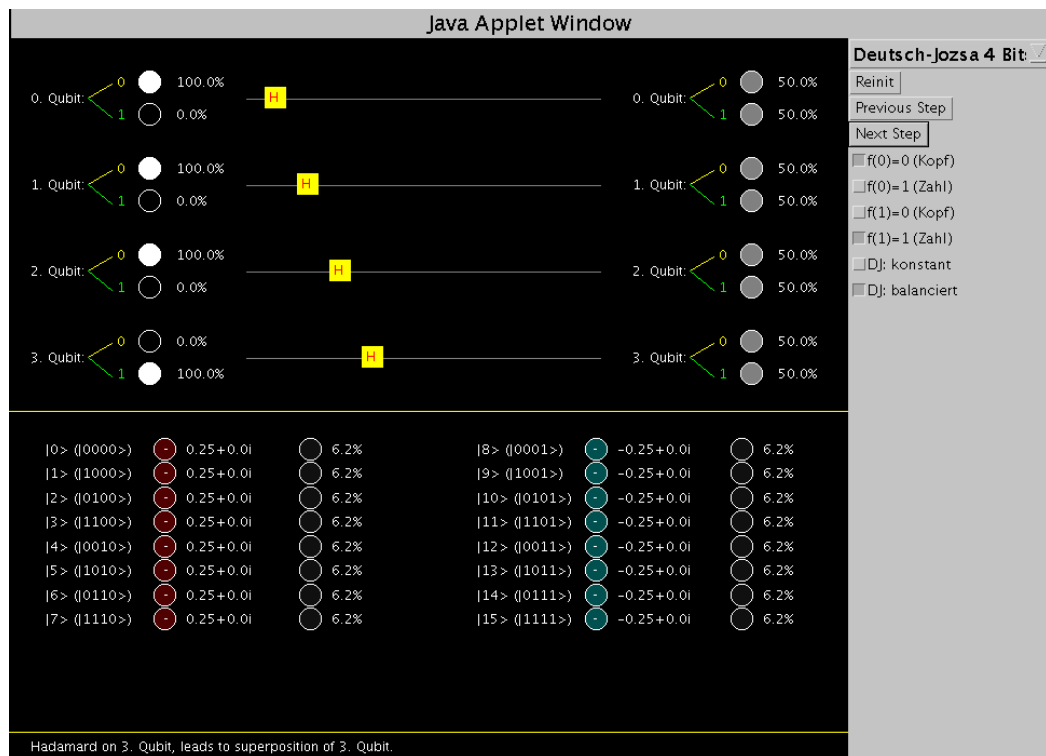 Java Applet Window
0. Qubit: 0 100.0% H 0. Qubit: 0 50.0%
1 0.0% 1 50.0%
1. Qubit: 0 100.0% H 1. Qubit: 0 50.0%
1 0.0% 1 50.0%
2. Qubit: 0 100.0% H 2. Qubit: 0 50.0%
1 0.0% 1 50.0%
3. Qubit: 0 0.0% H 3. Qubit: 0 50.0%
1 100.0% 1 50.0%
Deutsch-Jozsa 4 Bit
Reinit
Previous Step
Next Step
f(0)=0 (Kopf)
f(0)=1 (Zahl)
f(1)=0 (Kopf)
f(1)=1 (Zahl)
DJ: konstant
DJ: balanciert
|0> (|0000>) - 0.25+0.0i 6.2% |8> (|0001>) - -0.25+0.0i 6.2%
|1> (|1000>) - 0.25+0.0i 6.2% |9> (|1001>) - -0.25+0.0i 6.2%
|2> (|0100>) - 0.25+0.0i 6.2% |10> (|0101>) - -0.25+0.0i 6.2%
|3> (|1100>) - 0.25+0.0i 6.2% |11> (|1101>) - -0.25+0.0i 6.2%
|4> (|0010>) - 0.25+0.0i 6.2% |12> (|0011>) - -0.25+0.0i 6.2%
|5> (|1010>) - 0.25+0.0i 6.2% |13> (|1011>) - -0.25+0.0i 6.2%
|6> (|0110>) - 0.25+0.0i 6.2% |14> (|0111>) - -0.25+0.0i 6.2%
|7> (|1110>) - 0.25+0.0i 6.2% |15> (|1111>) - -0.25+0.0i 6.2%
Hadamard on 3. Qubit, leads to superposition of 3. Qubit.